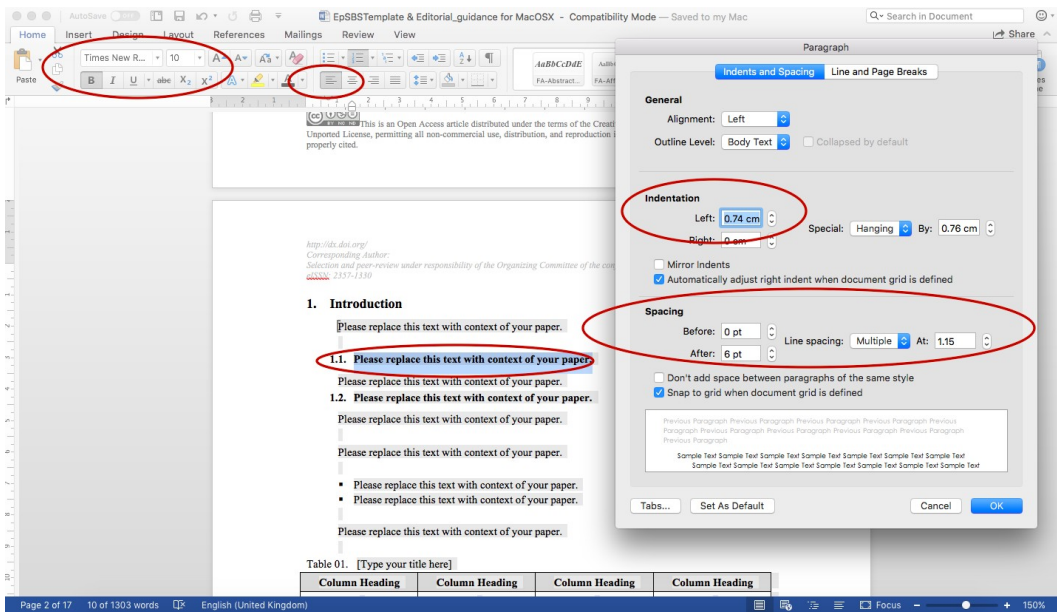 AutoSave
EpSBSTemplate & Editorial_guidance for MacOSX - Compatibility Mode — Saved to my Mac
Search in Document
Home Insert Design Layout References Mailings Review View
Share
Paste
Times New R... 10
B I U abc X2 X2
AaBbCcDdE
FA-Abstract...
Paragraph
Indents and Spacing Line and Page Breaks
General
Alignment: Left
Outline Level: Body Text Collapsed by default
Indentation
Left: 0.74 cm
Right: 0 cm
Special: Hanging By: 0.76 cm
Mirror Indents
Automatically adjust right indent when document grid is defined
Spacing
Before: 0 pt
After: 6 pt
Line spacing: Multiple At: 1.15
Don't add space between paragraphs of the same style
Snap to grid when document grid is defined
Previous Paragraph Previous Paragraph Previous Paragraph Previous Paragraph Previous
Paragraph Previous Paragraph Previous Paragraph Previous Paragraph Previous Paragraph
Previous Paragraph
Sample Text Sample Text Sample Text Sample Text Sample Text Sample Text Sample Text
Sample Text Sample Text Sample Text Sample Text Sample Text Sample Text Sample Text
Tabs... Set As Default Cancel OK
This is an Open Access article distributed under the terms of the Creati
Unported License, permitting all non-commercial use, distribution, and reproduction i
properly cited.
http://dx.doi.org/
Corresponding Author:
Selection and peer-review under responsibility of the Organizing Committee of the con
eISSN: 2357-1330
1. Introduction
Please replace this text with context of your paper.
1.1. Please replace this text with context of your paper.
Please replace this text with context of your paper.
1.2. Please replace this text with context of your paper.
Please replace this text with context of your paper.
Please replace this text with context of your paper.
▪ Please replace this text with context of your paper.
▪ Please replace this text with context of your paper.
Please replace this text with context of your paper.
Table 01. [Type your title here]
Column Heading Column Heading Column Heading Column Heading
Page 2 of 17 10 of 1303 words English (United Kingdom) Focus 150%